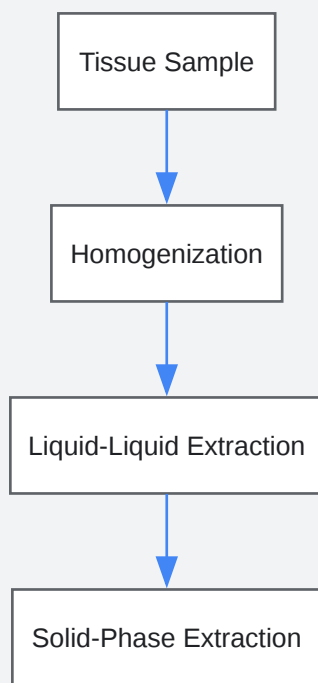 Tissue Sample
Homogenization
Liquid-Liquid Extraction
Solid-Phase Extraction